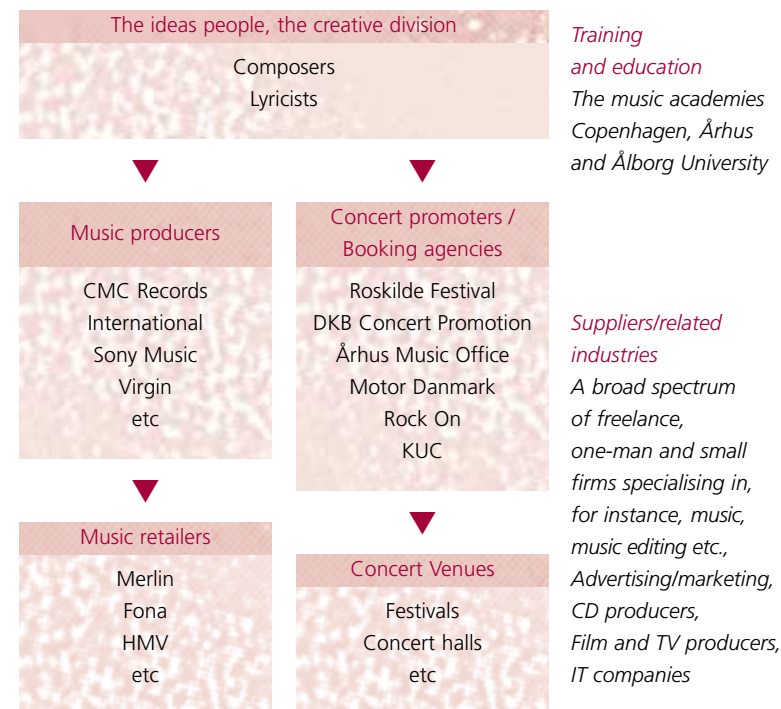 The ideas people, the creative division
Composers
Lyricists
Training
and education
The music academies
Copenhagen, Århus
and Ålborg University
Music producers
CMC Records
International
Sony Music
Virgin
etc
Concert promoters /
Booking agencies
Roskilde Festival
DKB Concert Promotion
Århus Music Office
Motor Danmark
Rock On
KUC
Suppliers/related
industries
A broad spectrum
of freelance,
one-man and small
firms specialising in,
for instance, music,
music editing etc.,
Advertising/marketing,
CD producers,
Film and TV producers,
IT companies
Music retailers
Merlin
Fona
HMV
etc
Concert Venues
Festivals
Concert halls
etc